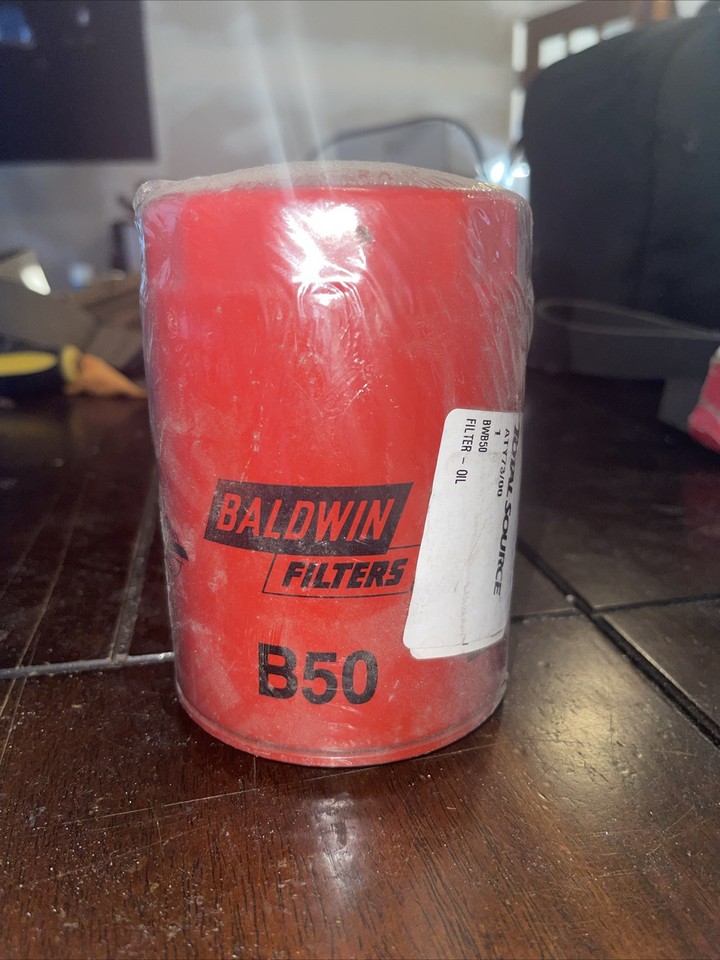 BALDWIN
FILTERS
B50
TOTAL SOURCE
1
BWB50
FILTER - OIL